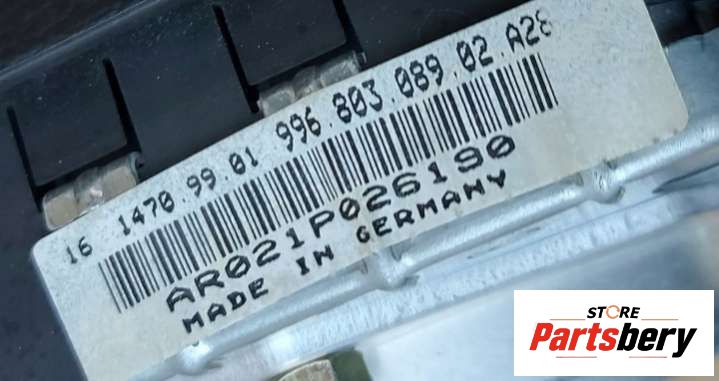 16 1470.99.01 996.803.089.02.A28
AR021P026190
MADE IN GERMANY
STORE
Partsbery